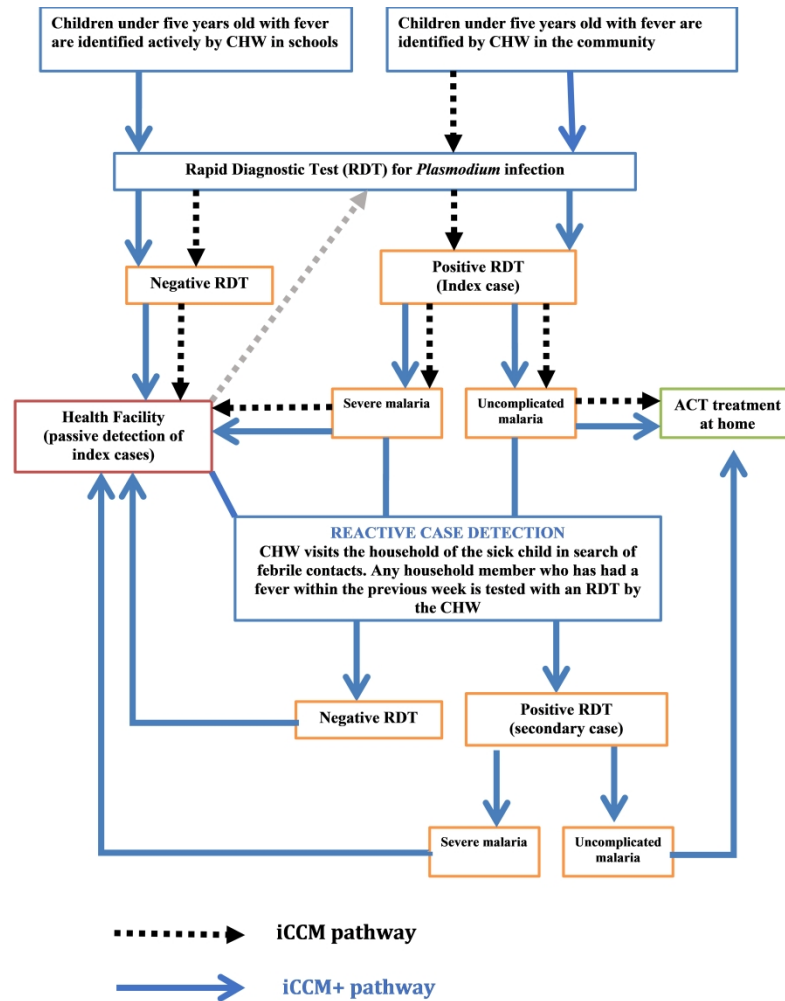 Children under five years old with fever
are identified actively by CHW in schools
Children under five years old with fever are
identified by CHW in the community
Rapid Diagnostic Test (RDT) for Plasmodium infection
Negative RDT
Positive RDT
(Index case)
Health Facility
(passive detection of
index cases)
Severe malaria
Uncomplicated
malaria
ACT treatment
at home
REACTIVE CASE DETECTION
CHW visits the household of the sick child in search of
febrile contacts. Any household member who has had a
fever within the previous week is tested with an RDT by
the CHW
Negative RDT
Positive RDT
(secondary case)
Severe malaria
Uncomplicated
malaria
iCCM pathway
iCCM+ pathway